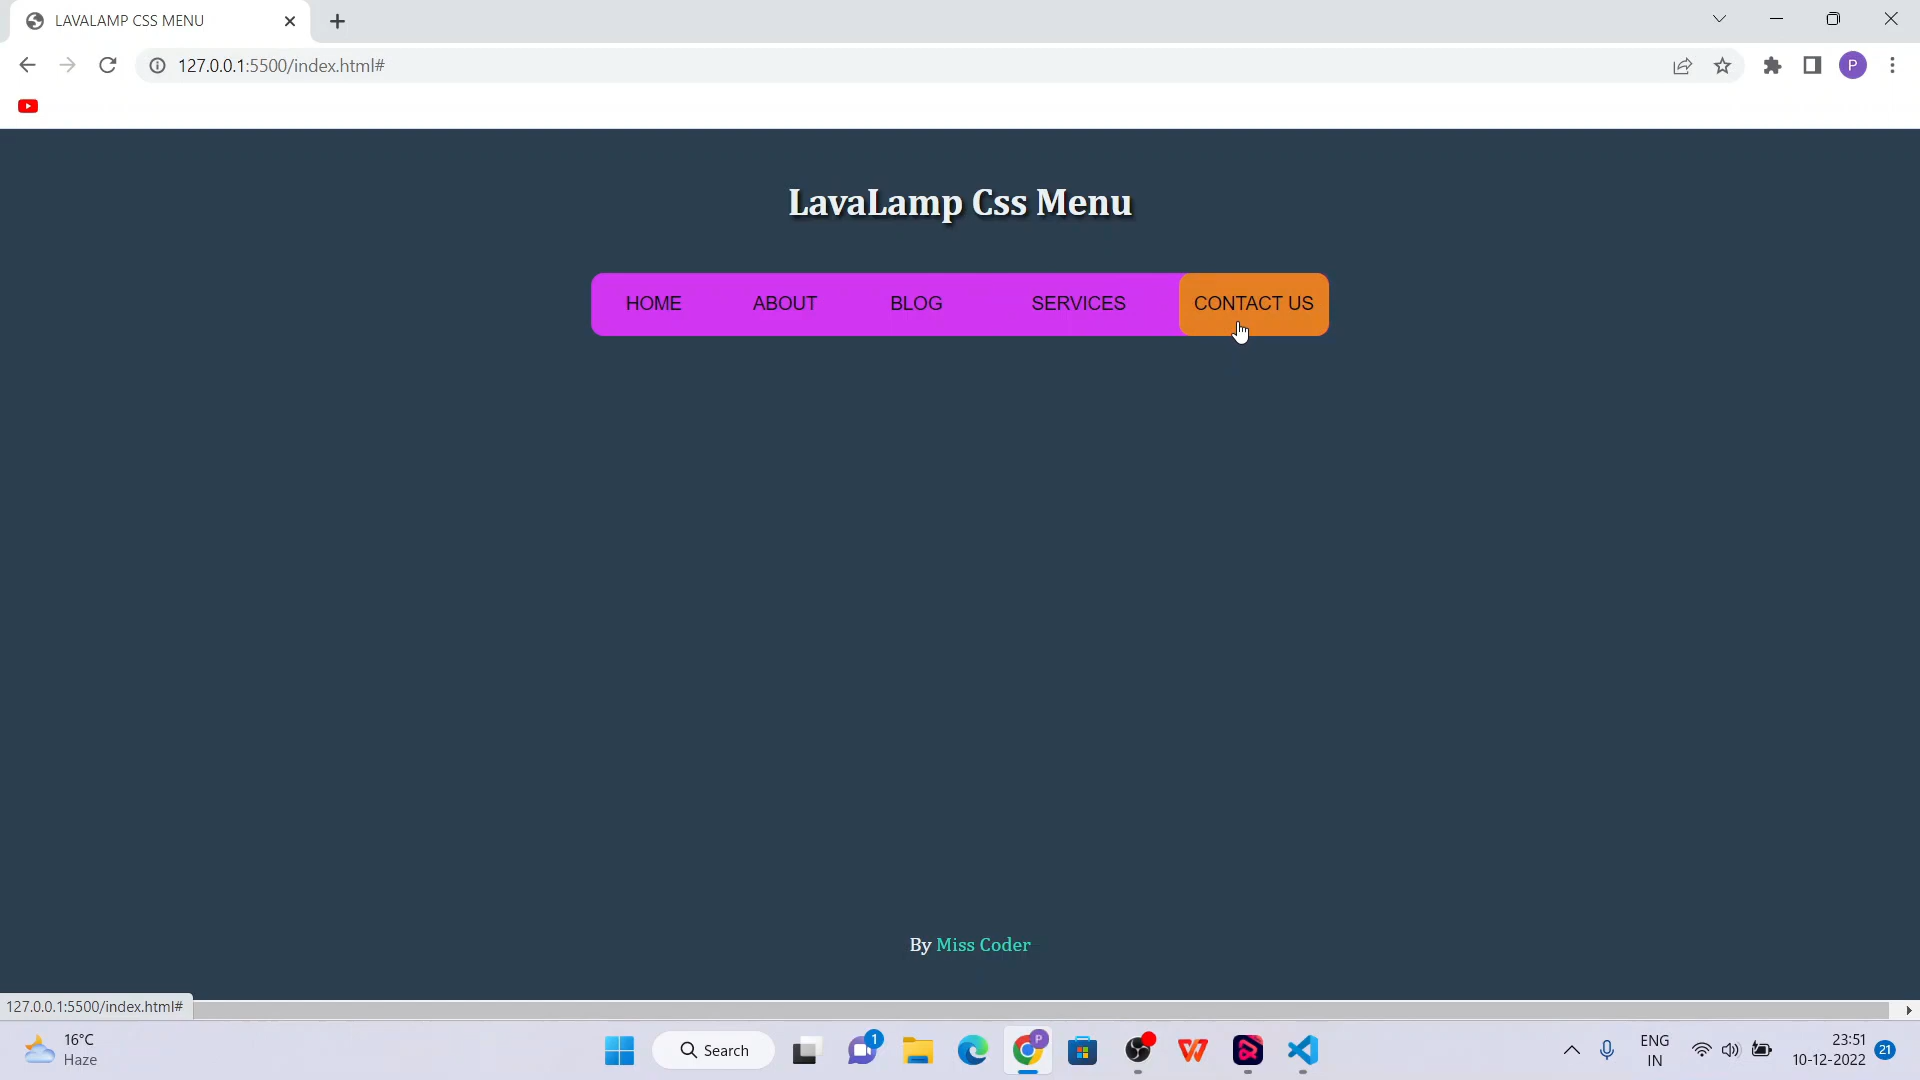 LAVALAMP CSS MENU
127.0.0.1:5500/index.html#
P
LavaLamp Css Menu
HOME ABOUT BLOG SERVICES CONTACT US
By Miss Coder
127.0.0.1:5500/index.html#
16°C
Haze
Search
1
P
ENG
IN
23:51
10-12-2022
21